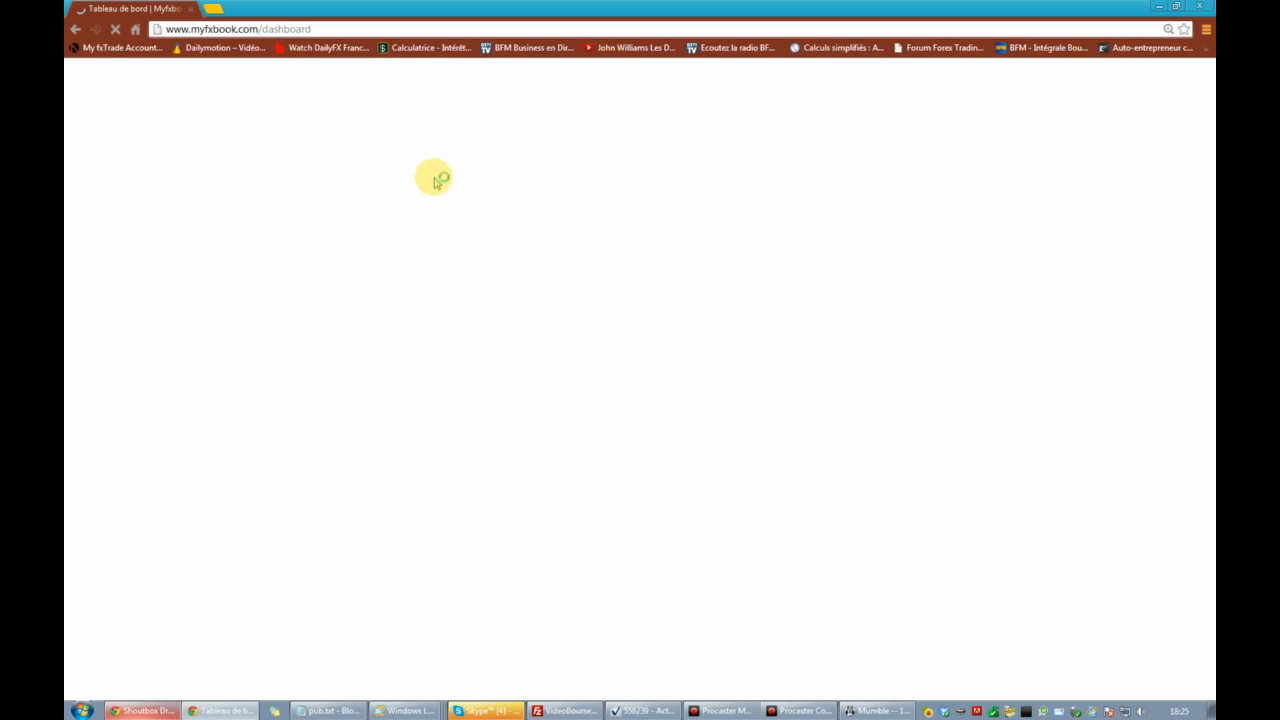 Tableau de bord | Myfxbo
www.myfxbook.com/dashboard
My fxTrade Account... Dailymotion – Vidéo... Watch DailyFX Franc... Calculatrice - Intérêt... BFM Business en Dir... John Williams Les D... Ecoutez la radio BF... Calculs simplifiés : A... Forum Forex Tradin... BFM - Intégrale Bou... Auto-entrepreneur c...
Shoutbox Dr... Tableau de b... pub.txt - Blo... Windows L... Skype™ [4] - ... VideoBourse... 558239 - Act... Procaster M... Procaster Co... Mumble -- 1... 18:25